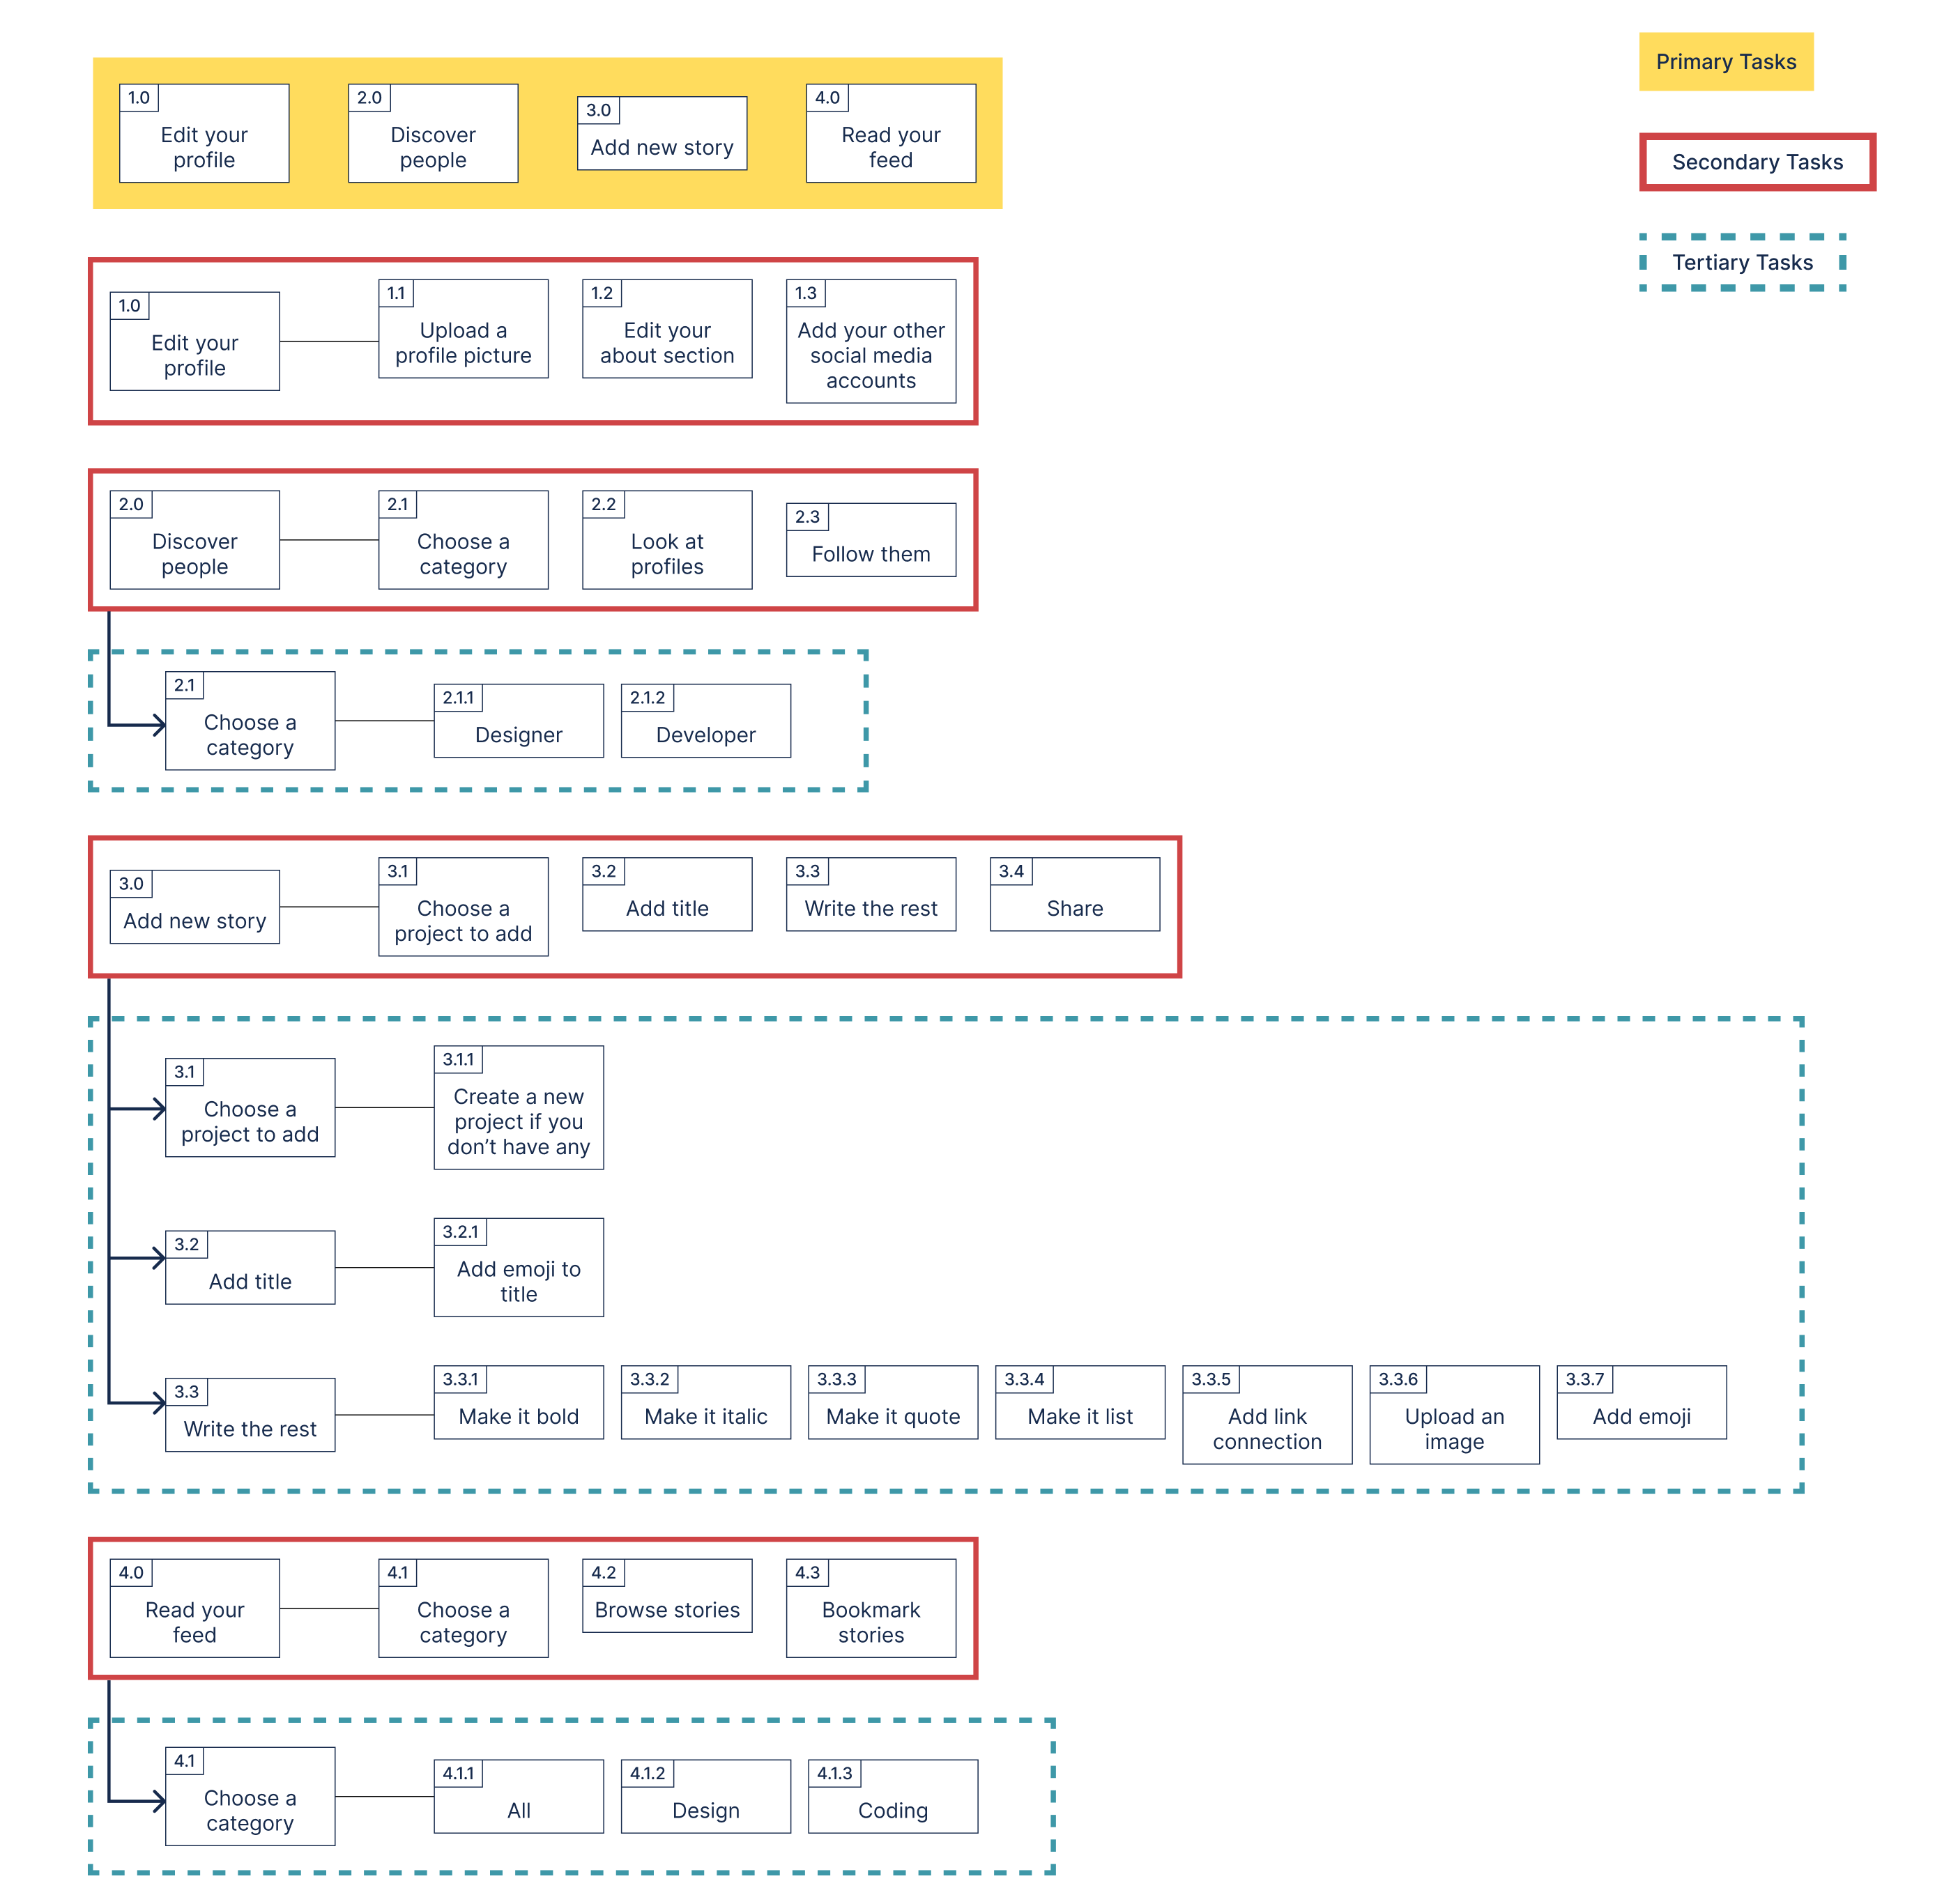 Primary Tasks
Secondary Tasks
Tertiary Tasks
1.0
Edit your
profile
2.0
Discover
people
3.0
Add new story
4.0
Read your
feed
1.0
Edit your
profile
1.1
Upload a
profile picture
1.2
Edit your
about section
1.3
Add your other
social media
accounts
2.0
Discover
people
2.1
Choose a
category
2.2
Look at
profiles
2.3
Follow them
2.1
Choose a
category
2.1.1
Designer
2.1.2
Developer
3.0
Add new story
3.1
Choose a
project to add
3.2
Add title
3.3
Write the rest
3.4
Share
3.1
Choose a
project to add
3.1.1
Create a new
project if you
don’t have any
3.2
Add title
3.2.1
Add emoji to
title
3.3
Write the rest
3.3.1
Make it bold
3.3.2
Make it italic
3.3.3
Make it quote
3.3.4
Make it list
3.3.5
Add link
connection
3.3.6
Upload an
image
3.3.7
Add emoji
4.0
Read your
feed
4.1
Choose a
category
4.2
Browse stories
4.3
Bookmark
stories
4.1
Choose a
category
4.1.1
All
4.1.2
Design
4.1.3
Coding